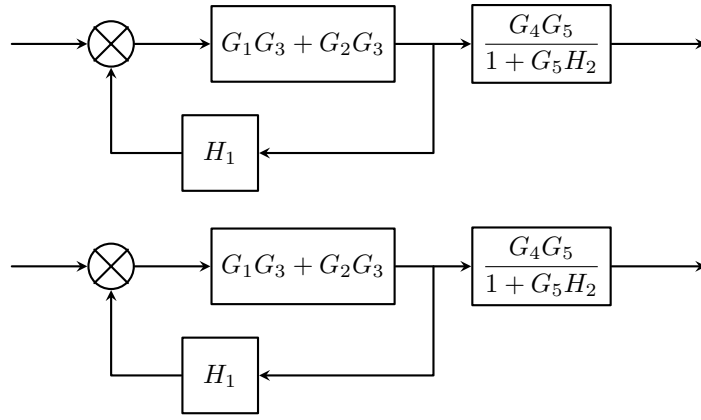 G₁G₃ + G₂G₃
G₄G₅
1 + G₅H₂
H₁
G₁G₃ + G₂G₃
G₄G₅
1 + G₅H₂
H₁